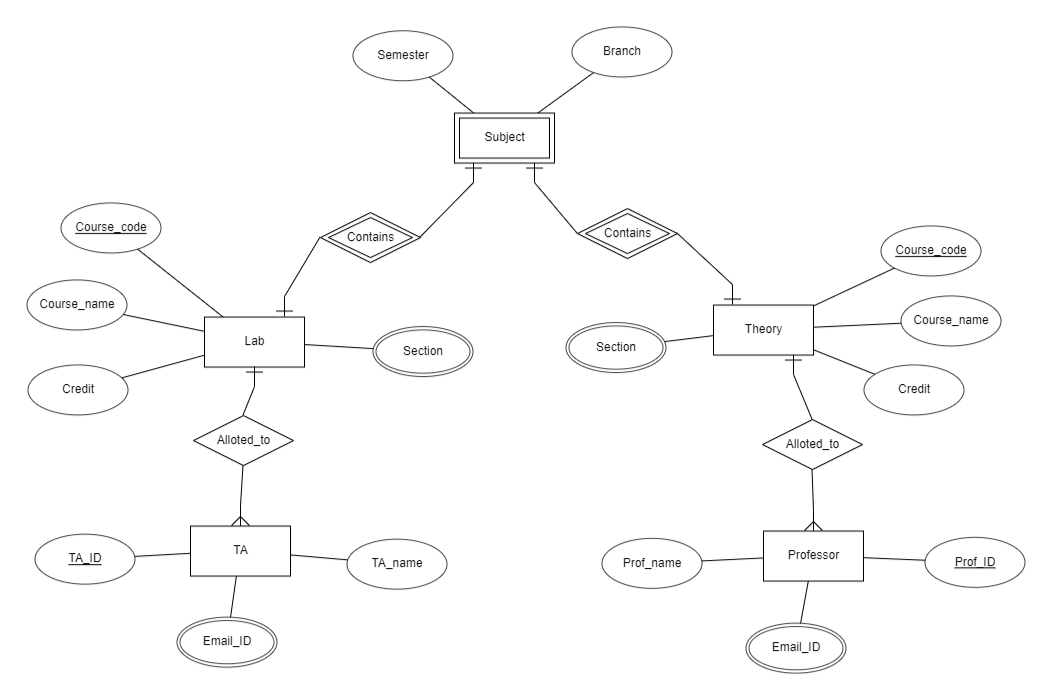 Semester
Branch
Subject
Course_code
Contains
Contains
Course_code
Course_name
Course_name
Lab
Theory
Section
Section
Credit
Credit
Alloted_to
Alloted_to
TA
Professor
TA_ID
TA_name
Prof_name
Prof_ID
Email_ID
Email_ID